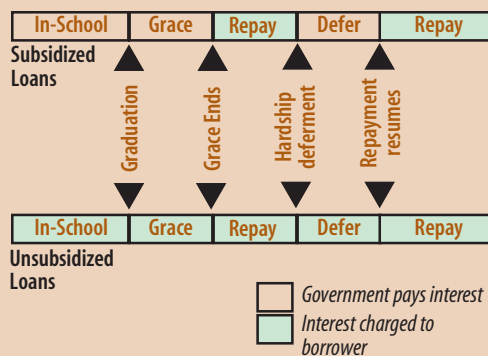 In-School Grace Repay Defer Repay
Subsidized
Loans
Graduation
Grace Ends
Hardship
deferment
Repayment
resumes
In-School Grace Repay Defer Repay
Unsubsidized
Loans
Government pays interest
Interest charged to
borrower